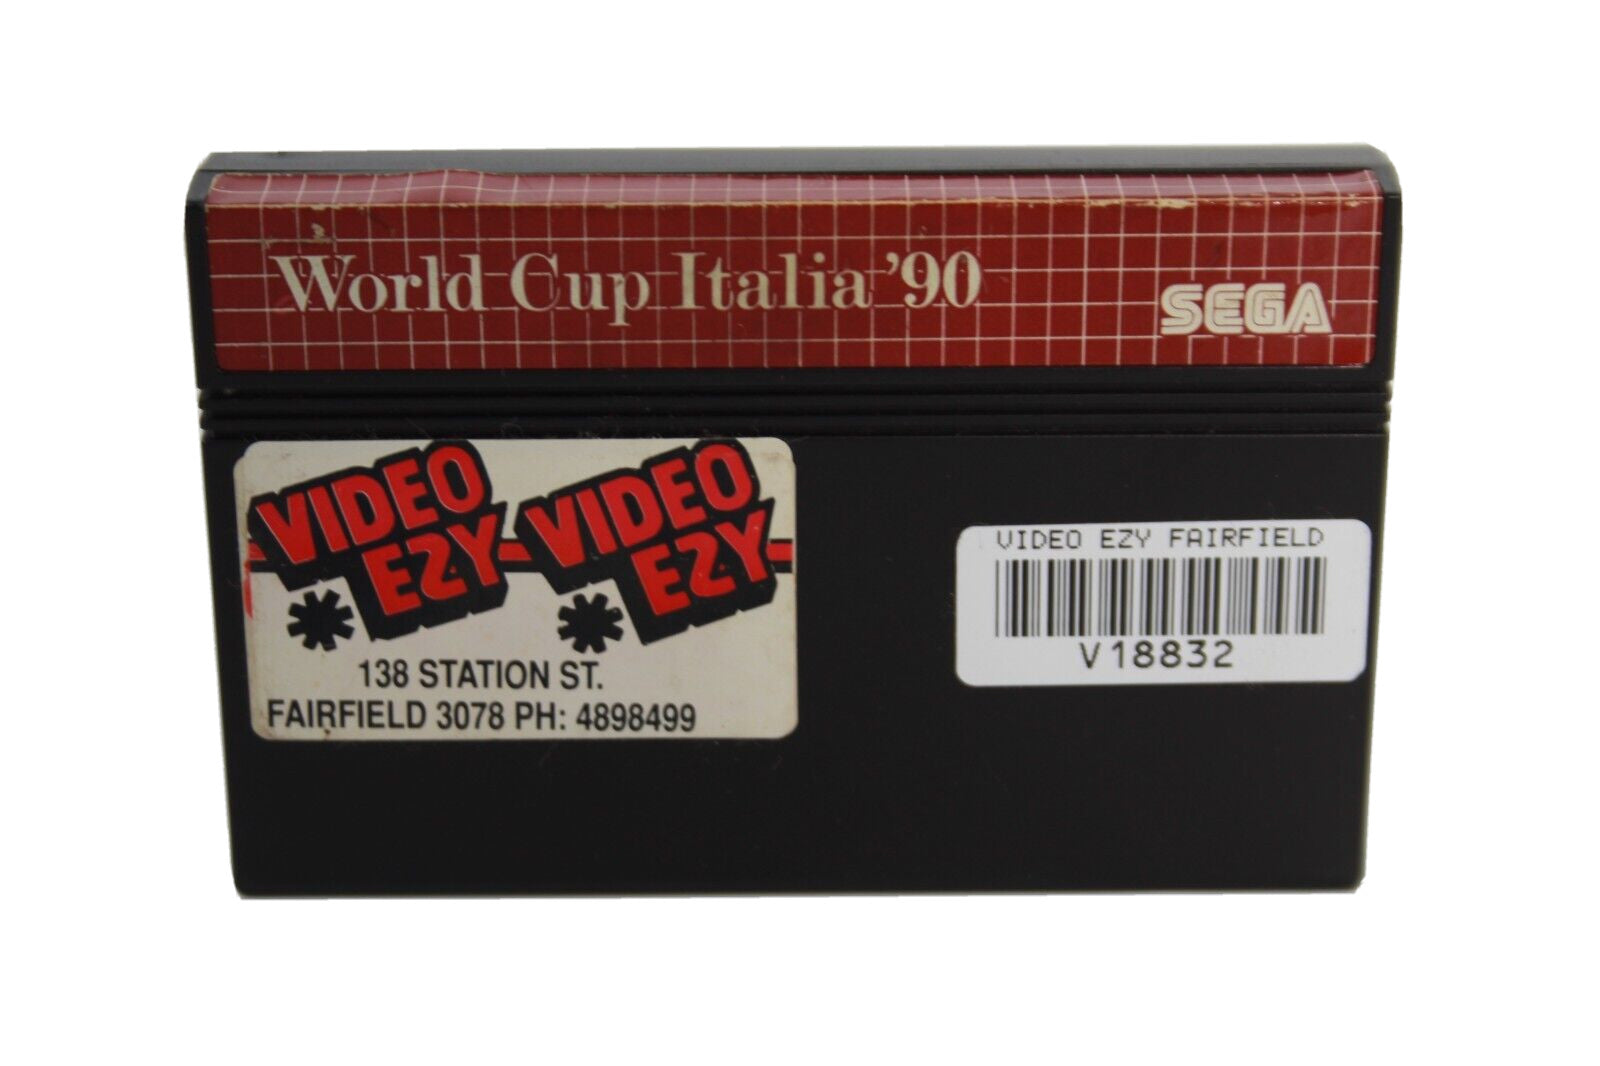 World Cup Italia '90
SEGA
VIDEO EZY VIDEO EZY
138 STATION ST.
FAIRFIELD 3078 PH: 4898499
VIDEO EZY FAIRFIELD
V18832